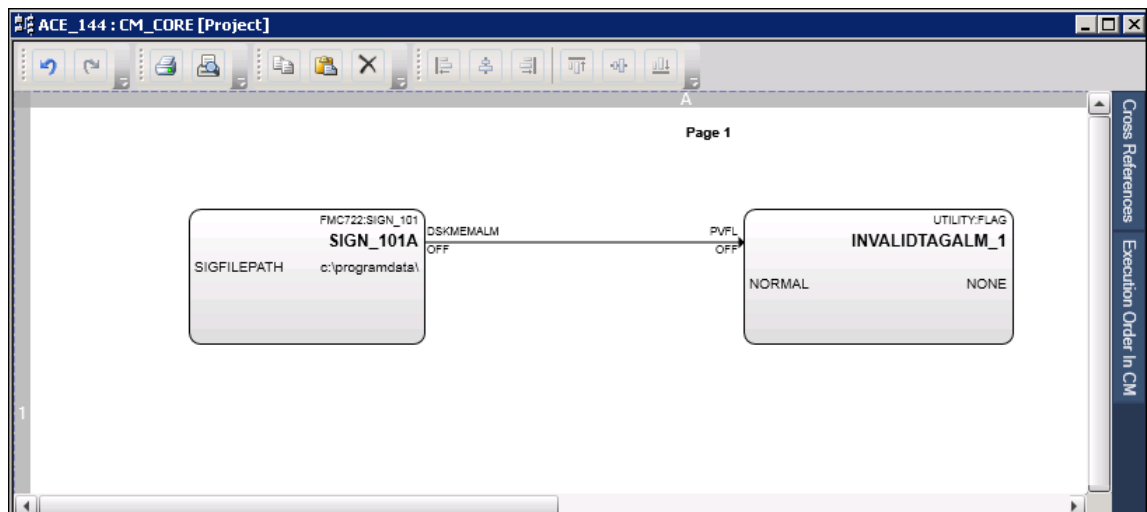 ACE_144 : CM_CORE [Project]
A
Page 1
FMC722:SIGN_101
SIGN_101A
SIGFILEPATH c:\programdata\
DSKMEMALM
OFF
PVFL
OFF
UTILITY:FLAG
INVALIDTAGALM_1
NORMAL NONE
1
Cross References
Execution Order In CM